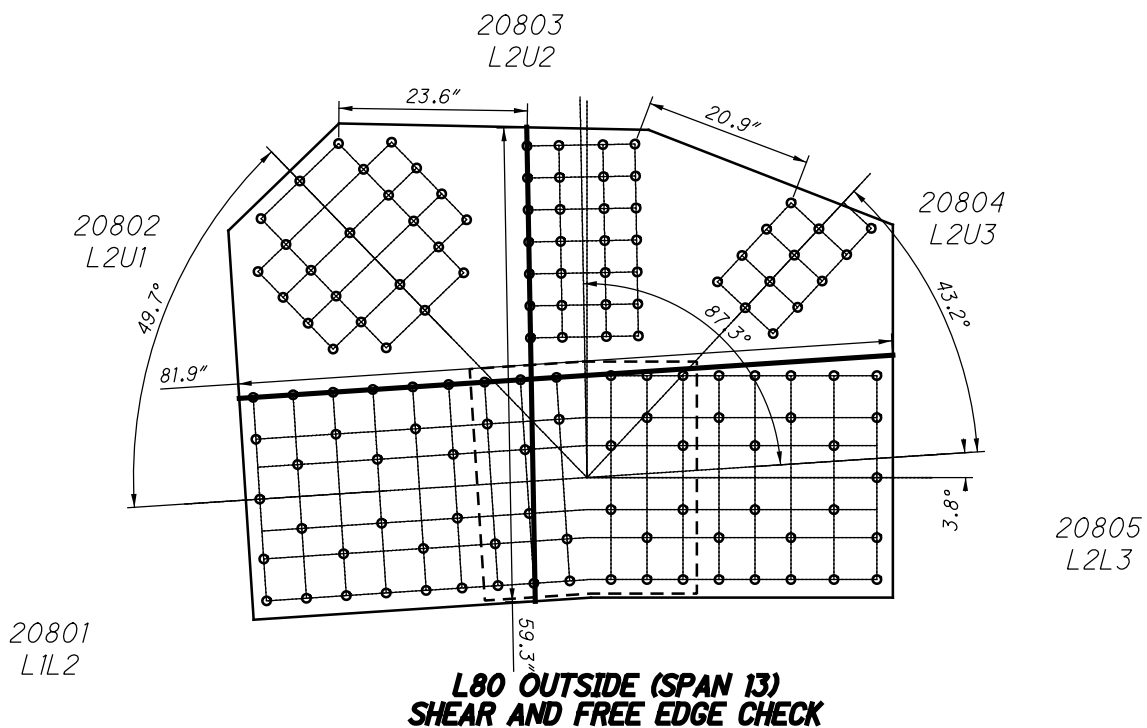 20803
L2U2
23.6"
20.9"
20802
L2U1
20804
L2U3
49.7°
43.2°
87.3°
81.9"
3.8°
20805
L2L3
20801
L1L2
59.3"
L80 OUTSIDE (SPAN 13)
SHEAR AND FREE EDGE CHECK